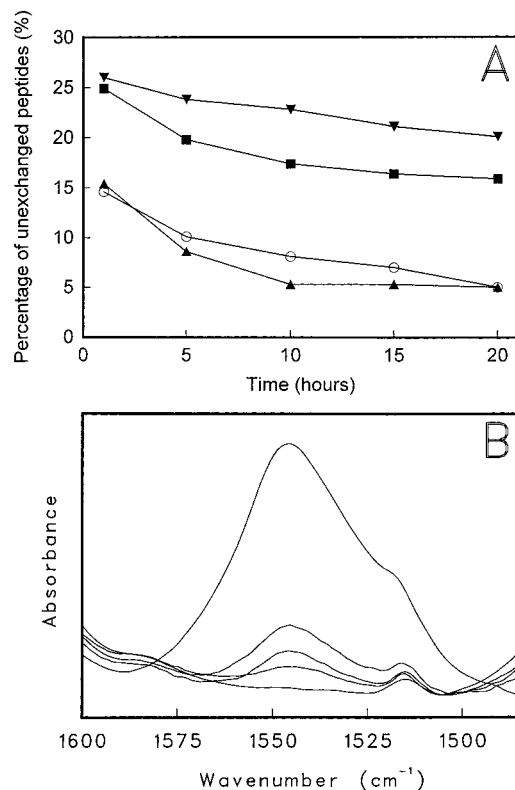 Percentage of unexchanged peptides (%)
30
25
20
15
10
5
0
A
0 5 10 15 20
Time (hours)
B
Absorbance
1600 1575 1550 1525 1500
Wavenumber (cm⁻¹)